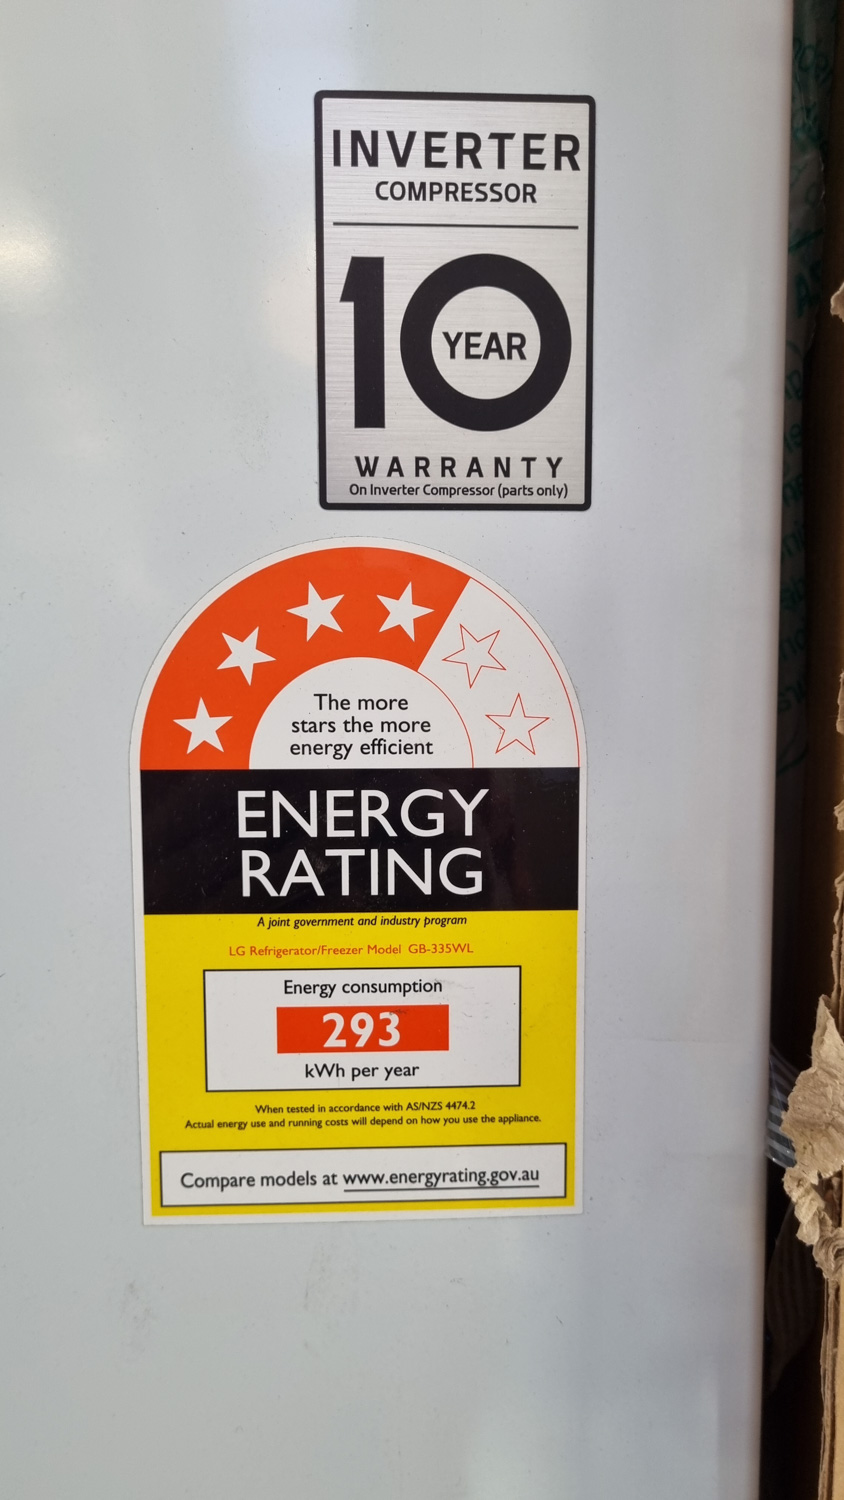 INVERTER
COMPRESSOR
10
YEAR
WARRANTY
On Inverter Compressor (parts only)
The more
stars the more
energy efficient
ENERGY
RATING
A joint government and industry program
LG Refrigerator/Freezer Model GB-335WL
Energy consumption
293
kWh per year
When tested in accordance with AS/NZS 4474.2
Actual energy use and running costs will depend on how you use the appliance.
Compare models at www.energyrating.gov.au